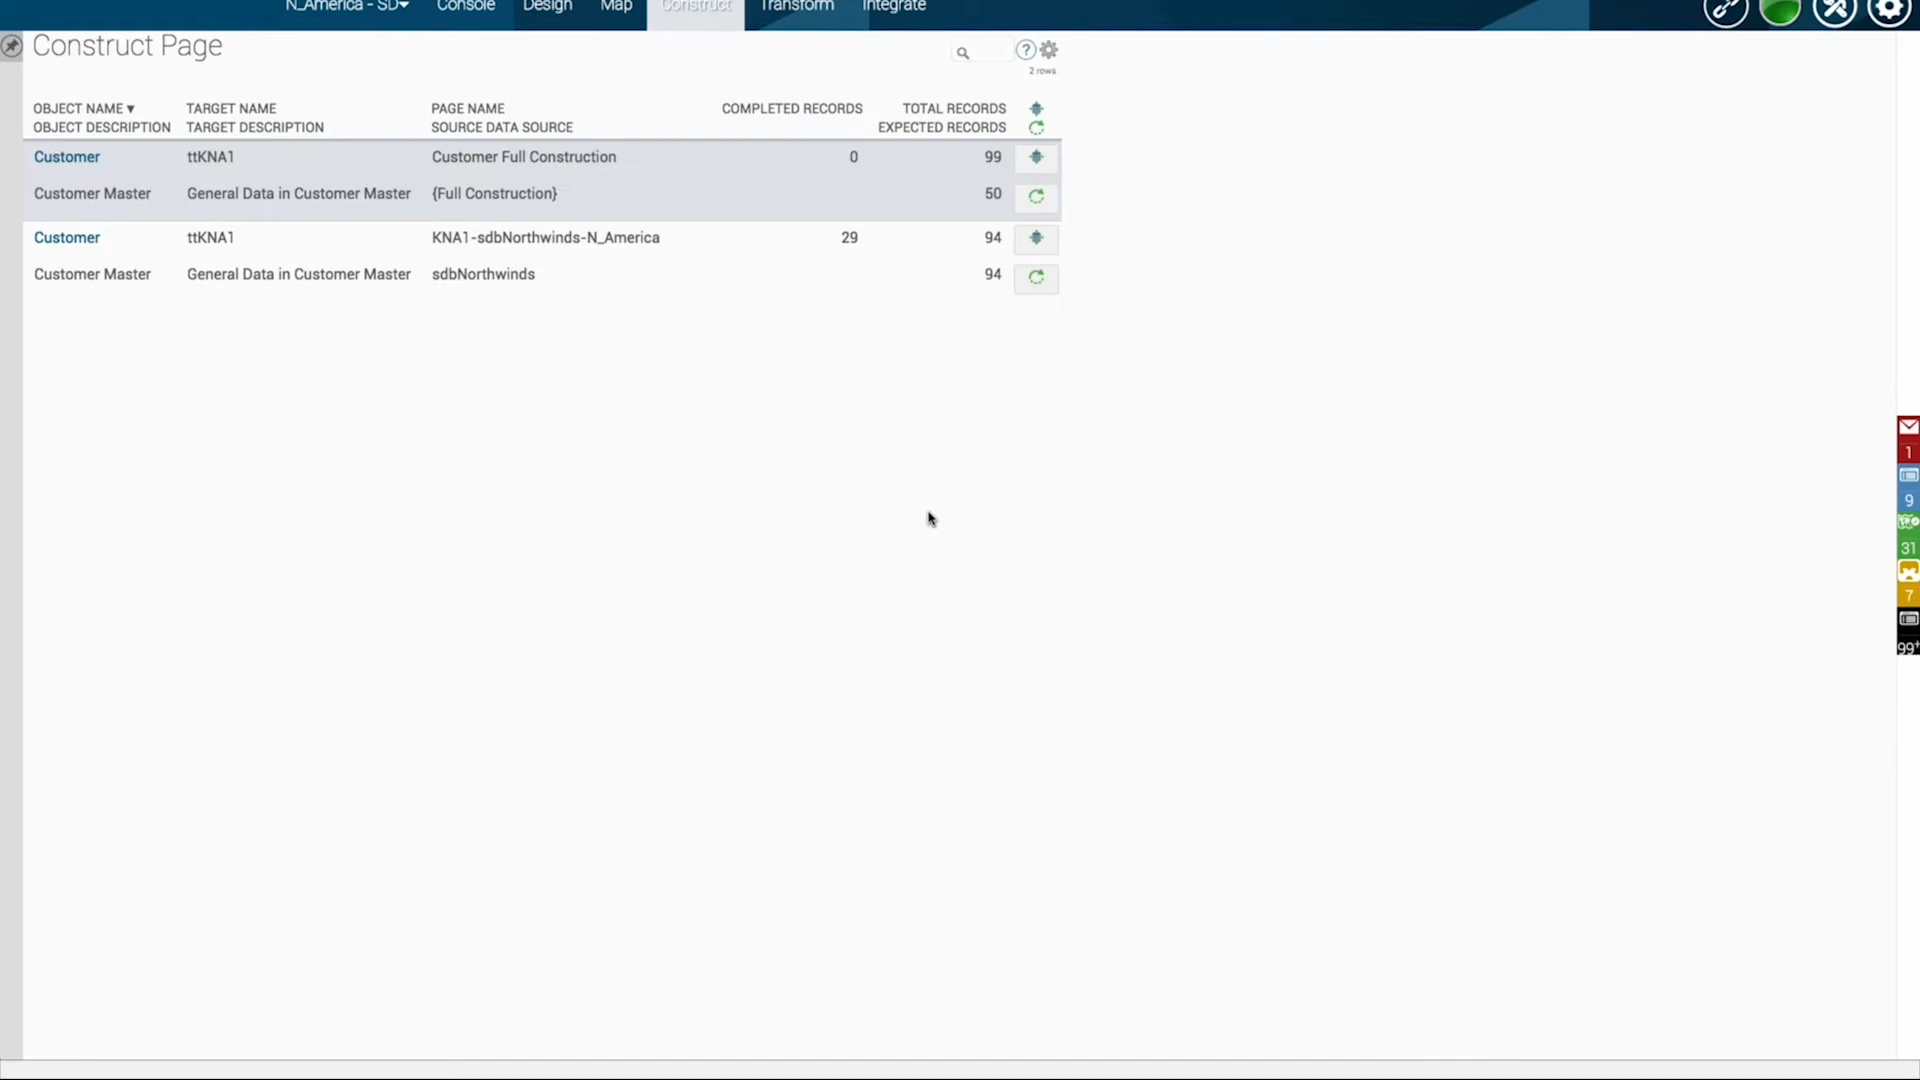 N_America - SD Console Design Map Construct Transform Integrate
Construct Page
?
2 rows
OBJECT NAME TARGET NAME PAGE NAME COMPLETED RECORDS TOTAL RECORDS
OBJECT DESCRIPTION TARGET DESCRIPTION SOURCE DATA SOURCE EXPECTED RECORDS
Customer ttKNA1 Customer Full Construction 0 99
Customer Master General Data in Customer Master {Full Construction} 50
Customer ttKNA1 KNA1-sdbNorthwinds-N_America 29 94
Customer Master General Data in Customer Master sdbNorthwinds 94
1
9
31
7
99+